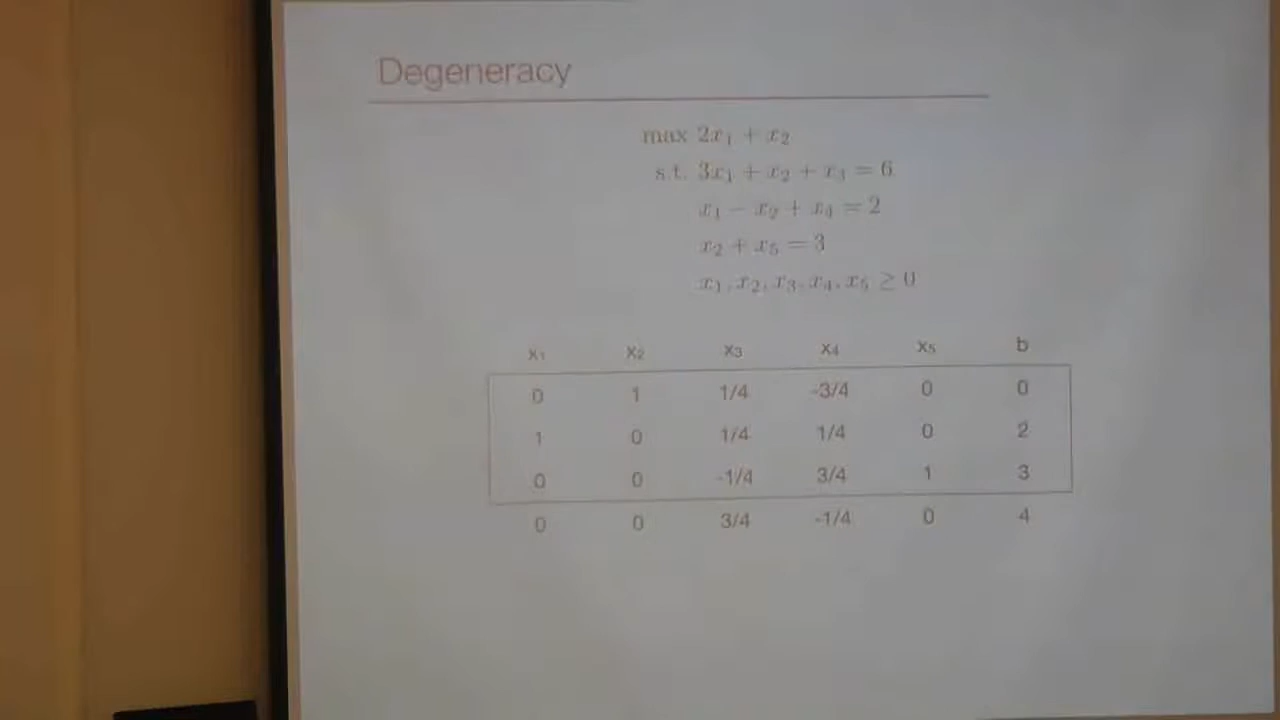 Degeneracy
max 2x₁ + x₂
s.t. 3x₁ + x₂ + x₃ = 6
x₁ − x₂ + x₄ = 2
x₂ + x₅ = 3
x₁, x₂, x₃, x₄, x₅ ≥ 0
x₁ x₂ x₃ x₄ x₅ b
0 1 1/4 -3/4 0 0
1 0 1/4 1/4 0 2
0 0 -1/4 3/4 1 3
0 0 3/4 -1/4 0 4